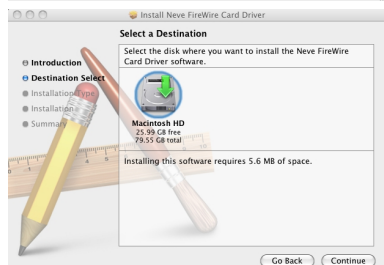 Install Neve FireWire Card Driver
Select a Destination
Introduction
Destination Select
Installation Type
Installation
Summary
Select the disk where you want to install the Neve FireWire
Card Driver software.
Macintosh HD
25.99 GB free
79.55 GB total
Installing this software requires 5.6 MB of space.
Go Back
Continue